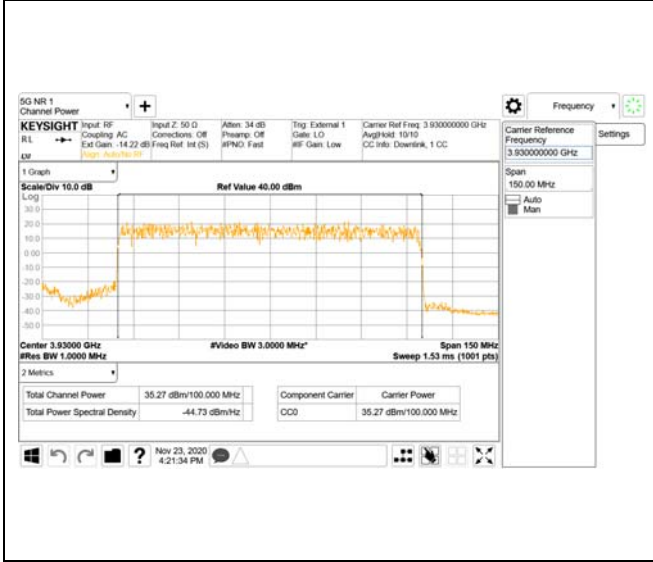 5G NR 1
Channel Power
+
Frequency
KEYSIGHT
RL
Input: RF
Coupling: AC
Ext Gain: -14.22 dB
Align: Auto/No RF
Input Z: 50 Ω
Corrections: Off
Freq Ref: Int (S)
Atten: 34 dB
Preamp: Off
#PNO: Fast
Trig: External 1
Gate: LO
#IF Gain: Low
Carrier Ref Freq: 3.930000000 GHz
Avg|Hold: 10/10
CC Info: Downlink, 1 CC
Carrier Reference
Frequency
3.930000000 GHz
Settings
Span
150.00 MHz
Auto
Man
1 Graph
Scale/Div 10.0 dB
Ref Value 40.00 dBm
Log
30.0
20.0
10.0
0.00
-10.0
-20.0
-30.0
-40.0
-50.0
Center 3.93000 GHz
#Video BW 3.0000 MHz*
Span 150 MHz
#Res BW 1.0000 MHz
Sweep 1.53 ms (1001 pts)
2 Metrics
Total Channel Power
35.27 dBm/100.000 MHz
Total Power Spectral Density
-44.73 dBm/Hz
Component Carrier
Carrier Power
CC0
35.27 dBm/100.000 MHz
?
Nov 23, 2020
4:21:34 PM